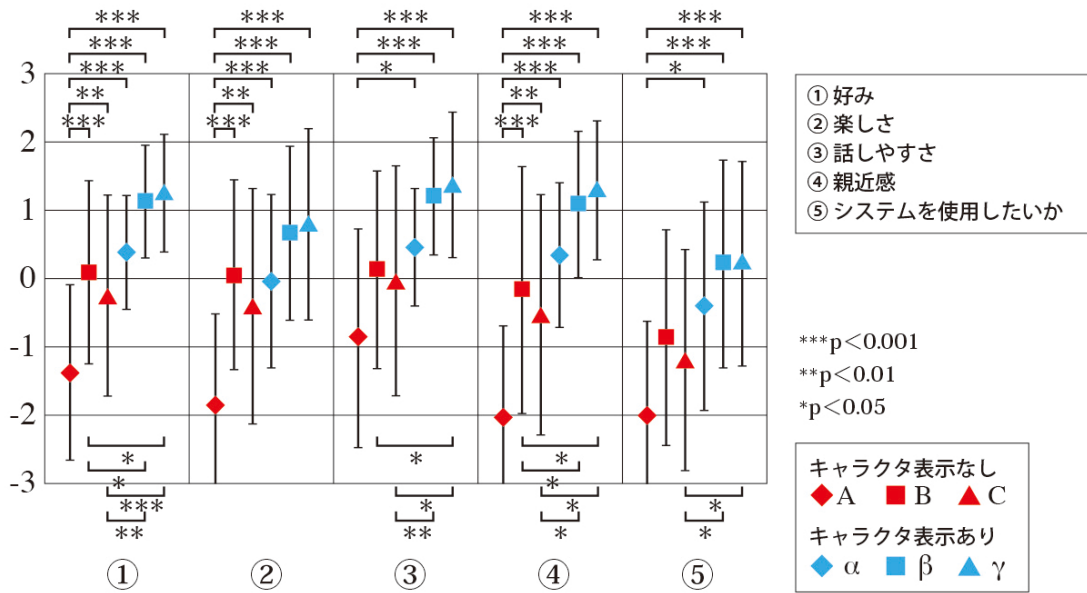 *** *** *** *** ***
*** *** *** *** ***
*** *** * *** *
** ** **
*** *** ***
3
2
1
0
-1
-2
-3
* * *
* *
*** * * *
** ** * *
① ② ③ ④ ⑤
① 好み
② 楽しさ
③ 話しやすさ
④ 親近感
⑤ システムを使用したいか
***p＜0.001
**p＜0.01
*p＜0.05
キャラクタ表示なし
A B C
キャラクタ表示あり
α β γ